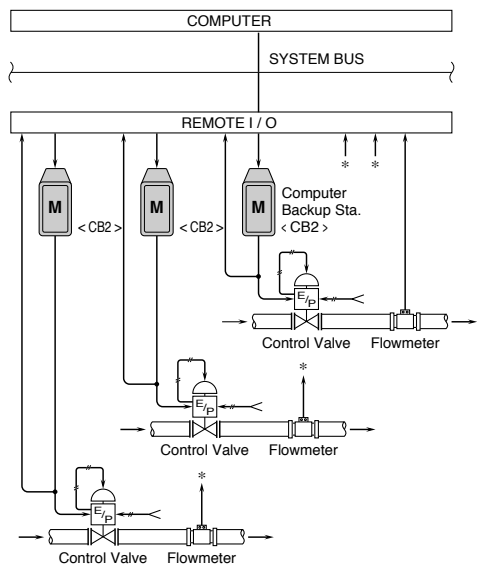 COMPUTER
SYSTEM BUS
REMOTE I / O
* *
M M M
Computer
Backup Sta.
< CB2 > < CB2 > < CB2 >
E/P
Control Valve Flowmeter
*
E/P
Control Valve Flowmeter
*
E/P
Control Valve Flowmeter